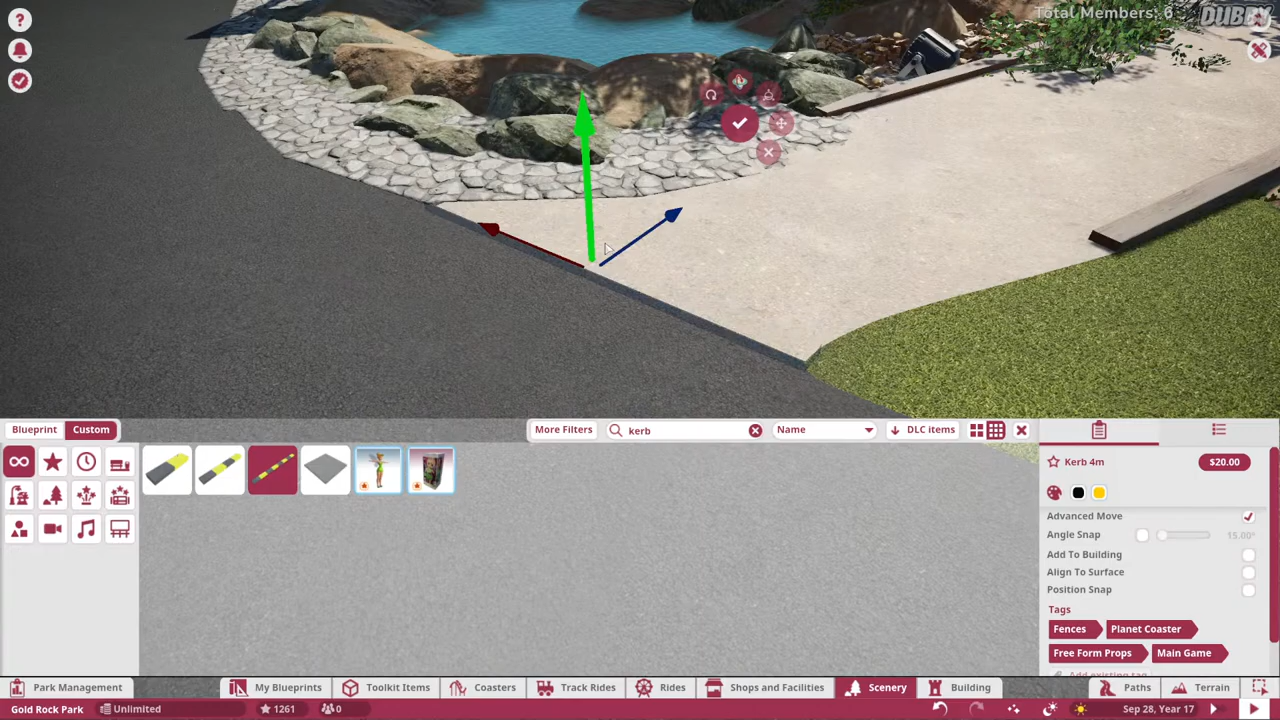 Total Members: 6
DUBBY
?
Blueprint
Custom
More Filters
kerb
Name
DLC items
Kerb 4m
$20.00
Advanced Move
Angle Snap
15.00°
Add To Building
Align To Surface
Position Snap
Tags
Fences
Planet Coaster
Free Form Props
Main Game
Add existing tag
Park Management
My Blueprints
Toolkit Items
Coasters
Track Rides
Rides
Shops and Facilities
Scenery
Building
Paths
Terrain
Gold Rock Park
Unlimited
1261
0
Sep 28, Year 17